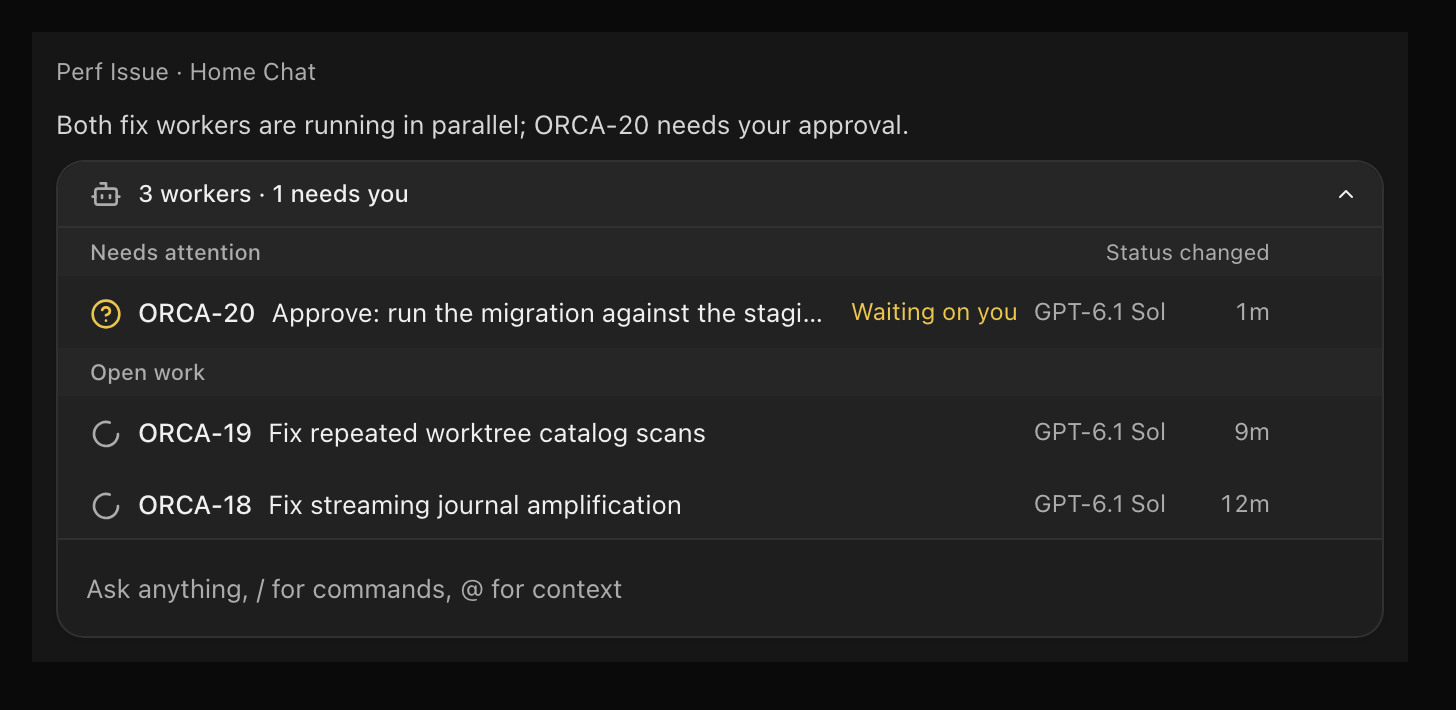 Perf Issue · Home Chat
Both fix workers are running in parallel; ORCA-20 needs your approval.
3 workers · 1 needs you
Needs attention Status changed
ORCA-20 Approve: run the migration against the stagi... Waiting on you GPT-6.1 Sol 1m
Open work
ORCA-19 Fix repeated worktree catalog scans GPT-6.1 Sol 9m
ORCA-18 Fix streaming journal amplification GPT-6.1 Sol 12m
Ask anything, / for commands, @ for context